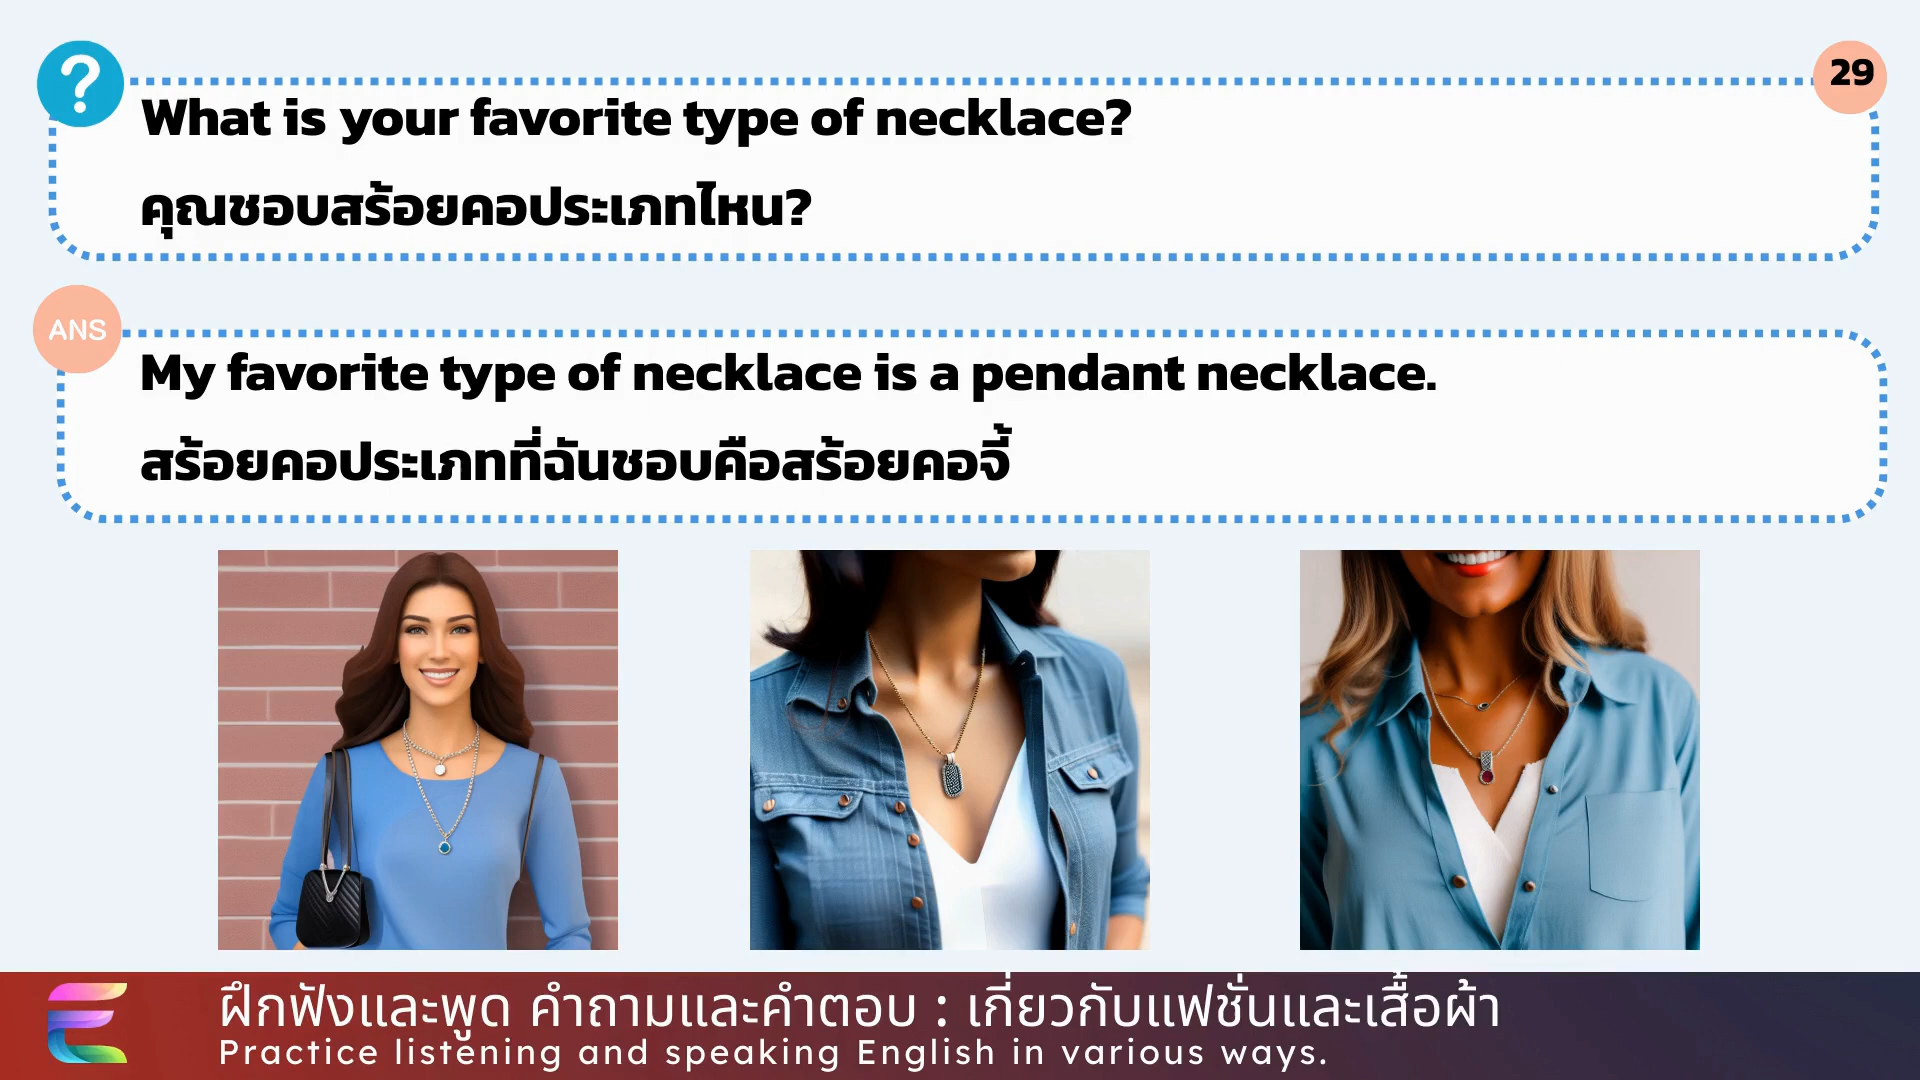 29
What is your favorite type of necklace?
คุณชอบสร้อยคอประเภทไหน?
ANS
My favorite type of necklace is a pendant necklace.
สร้อยคอประเภทที่ฉันชอบคือสร้อยคอจี้
ฝึกฟังและพูด คำถามและคำตอบ : เกี่ยวกับแฟชั่นและเสื้อผ้า
Practice listening and speaking English in various ways.